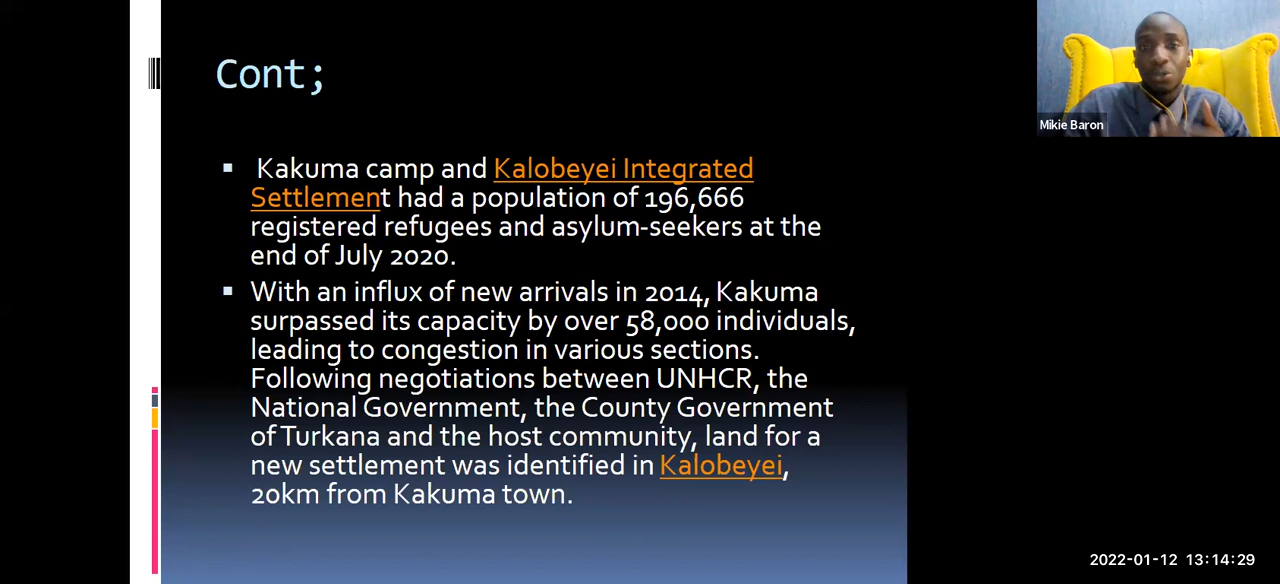 Cont;
Kakuma camp and Kalobeyei Integrated
Settlement had a population of 196,666
registered refugees and asylum-seekers at the
end of July 2020.
With an influx of new arrivals in 2014, Kakuma
surpassed its capacity by over 58,000 individuals,
leading to congestion in various sections.
Following negotiations between UNHCR, the
National Government, the County Government
of Turkana and the host community, land for a
new settlement was identified in Kalobeyei,
20km from Kakuma town.
Mikie Baron
2022-01-12 13:14:29